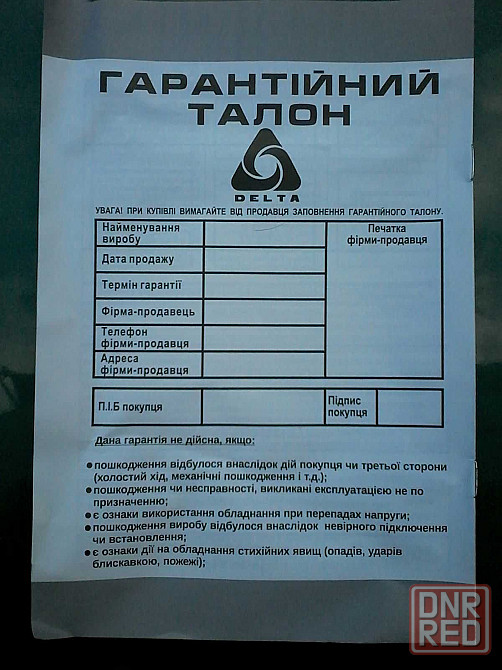 ГАРАНТІЙНИЙ
ТАЛОН
DELTA
УВАГА! ПРИ КУПІВЛІ ВИМАГАЙТЕ ВІД ПРОДАВЦЯ ЗАПОВНЕННЯ ГАРАНТІЙНОГО ТАЛОНУ.
Найменування
виробу
Печатка
фірми-продавця
Дата продажу
Термін гарантії
Фірма-продавець
Телефон
фірми-продавця
Адреса
фірми-продавця
П.І.Б покупця
Підпис
покупця
Дана гарантія не дійсна, якщо:
●пошкодження відбулося внаслідок дій покупця чи третьої сторони
(холостий хід, механічні пошкодження і т.д.);
●пошкодження чи несправності, викликані експлуатацією не по
призначенню;
●є ознаки використання обладнання при перепадах напруги;
●пошкодження виробу відбулося внаслідок невірного підключення
чи встановлення;
●є ознаки дії на обладнання стихійних явищ (опадів, ударів
блискавкою, пожежі);
DNR
RED